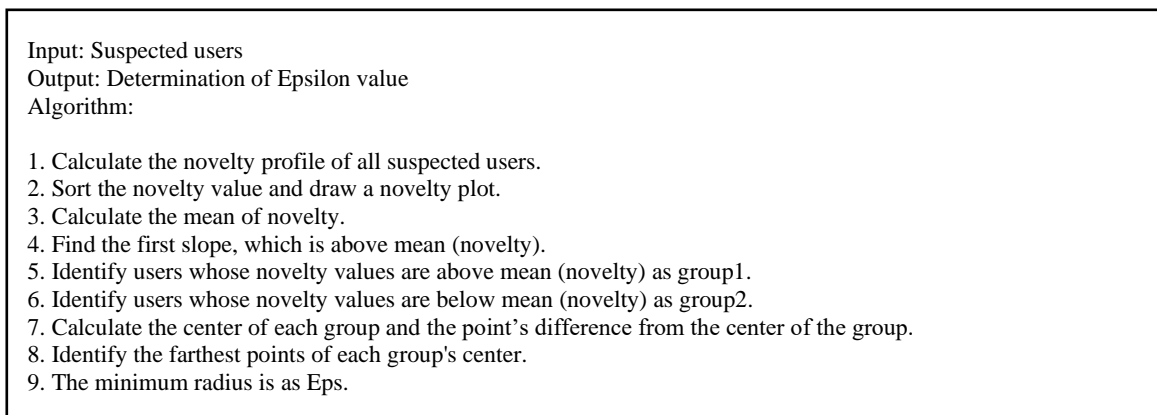 Input: Suspected users
Output: Determination of Epsilon value
Algorithm:
1. Calculate the novelty profile of all suspected users.
2. Sort the novelty value and draw a novelty plot.
3. Calculate the mean of novelty.
4. Find the first slope, which is above mean (novelty).
5. Identify users whose novelty values are above mean (novelty) as group1.
6. Identify users whose novelty values are below mean (novelty) as group2.
7. Calculate the center of each group and the point’s difference from the center of the group.
8. Identify the farthest points of each group's center.
9. The minimum radius is as Eps.